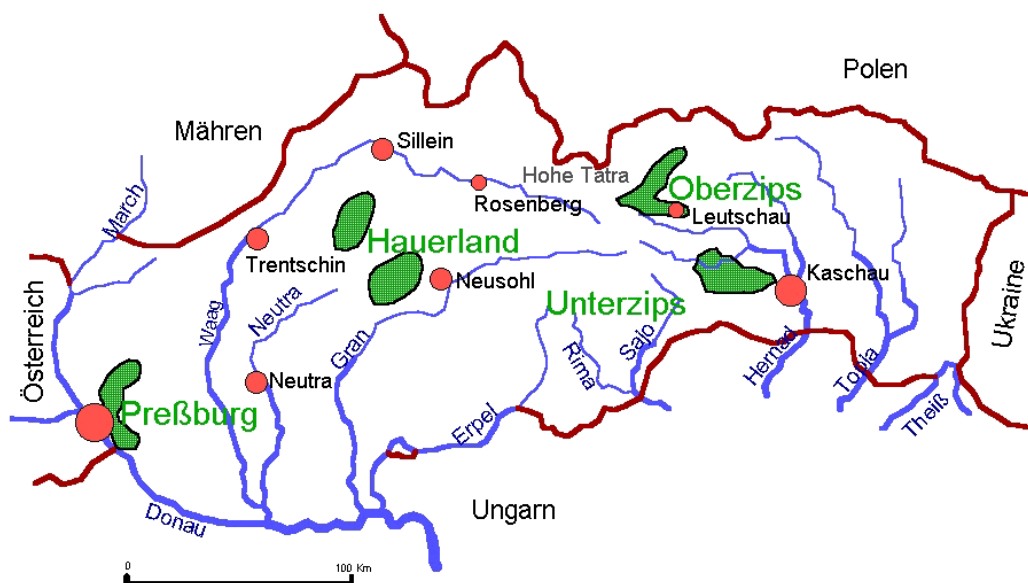 Polen
Mähren
Sillein
Hohe Tatra
Oberzips
Rosenberg
Leutschau
March
Hauerland
Trentschin
Neusohl
Kaschau
Unterzips
Österreich
Waag
Neutra
Gran
Rima
Sajo
Hernad
Topla
Ukraine
Neutra
Preßburg
Erpel
Theiß
Donau
Ungarn
0
100 Km